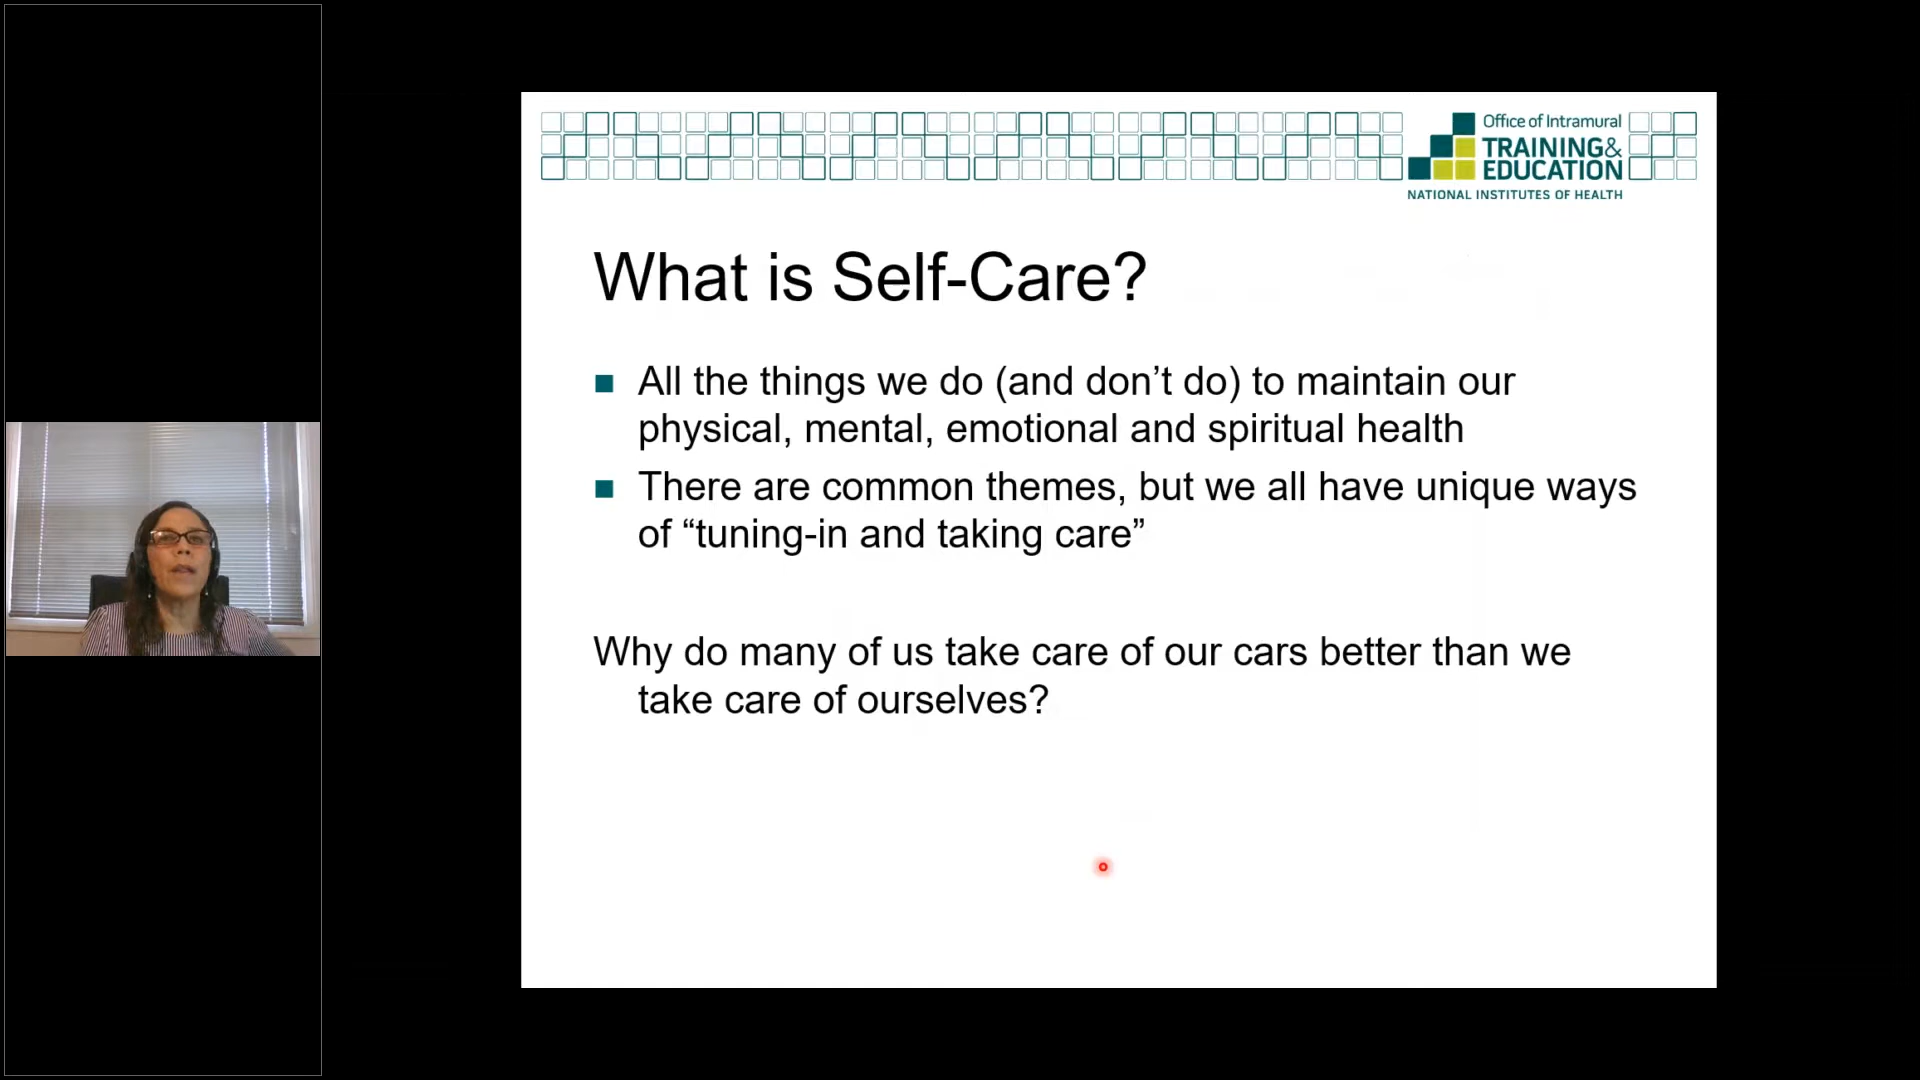 Office of Intramural
TRAINING&
EDUCATION
NATIONAL INSTITUTES OF HEALTH
What is Self-Care?
All the things we do (and don’t do) to maintain our
physical, mental, emotional and spiritual health
There are common themes, but we all have unique ways
of “tuning-in and taking care”
Why do many of us take care of our cars better than we
take care of ourselves?